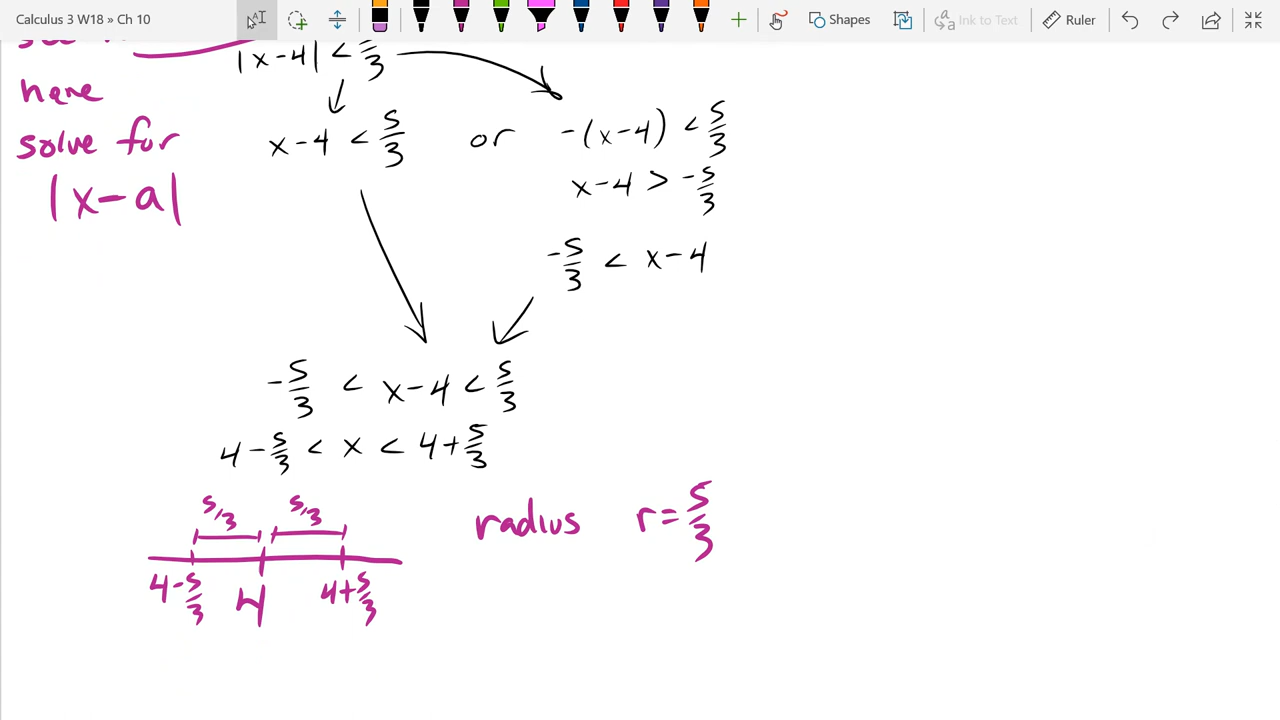 Calculus 3 W18 » Ch 10
Shapes
Ink to Text
Ruler
|x-4| < 5/3
here
solve for
|x-a|
x-4 < 5/3 or -(x-4) < 5/3
x-4 > -5/3
-5/3 < x-4
-5/3 < x-4 < 5/3
4-5/3 < x < 4+5/3
5/3 5/3
radius r = 5/3
4-5/3 4 4+5/3